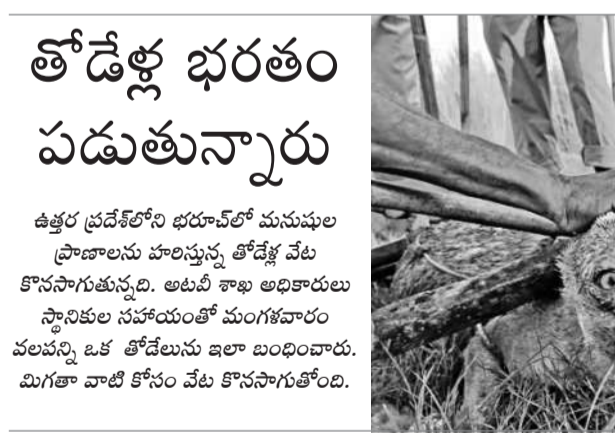 తోడేళ్ల భరతం
పడుతున్నారు
ఉత్తర ప్రదేశ్‌లోని భరూచ్‌లో మనుషుల
ప్రాణాలను హరిస్తున్న తోడేళ్ల వేట
కొనసాగుతున్నది. అటవీ శాఖ అధికారులు
స్థానికుల సహాయంతో మంగళవారం
వలపన్ని ఒక తోడేలును ఇలా బంధించారు.
మిగతా వాటి కోసం వేట కొనసాగుతోంది.